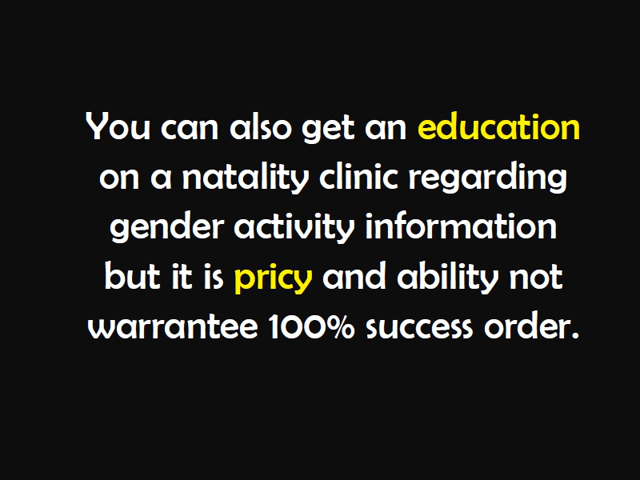 You can also get an education
on a natality clinic regarding
gender activity information
but it is pricy and ability not
warrantee 100% success order.